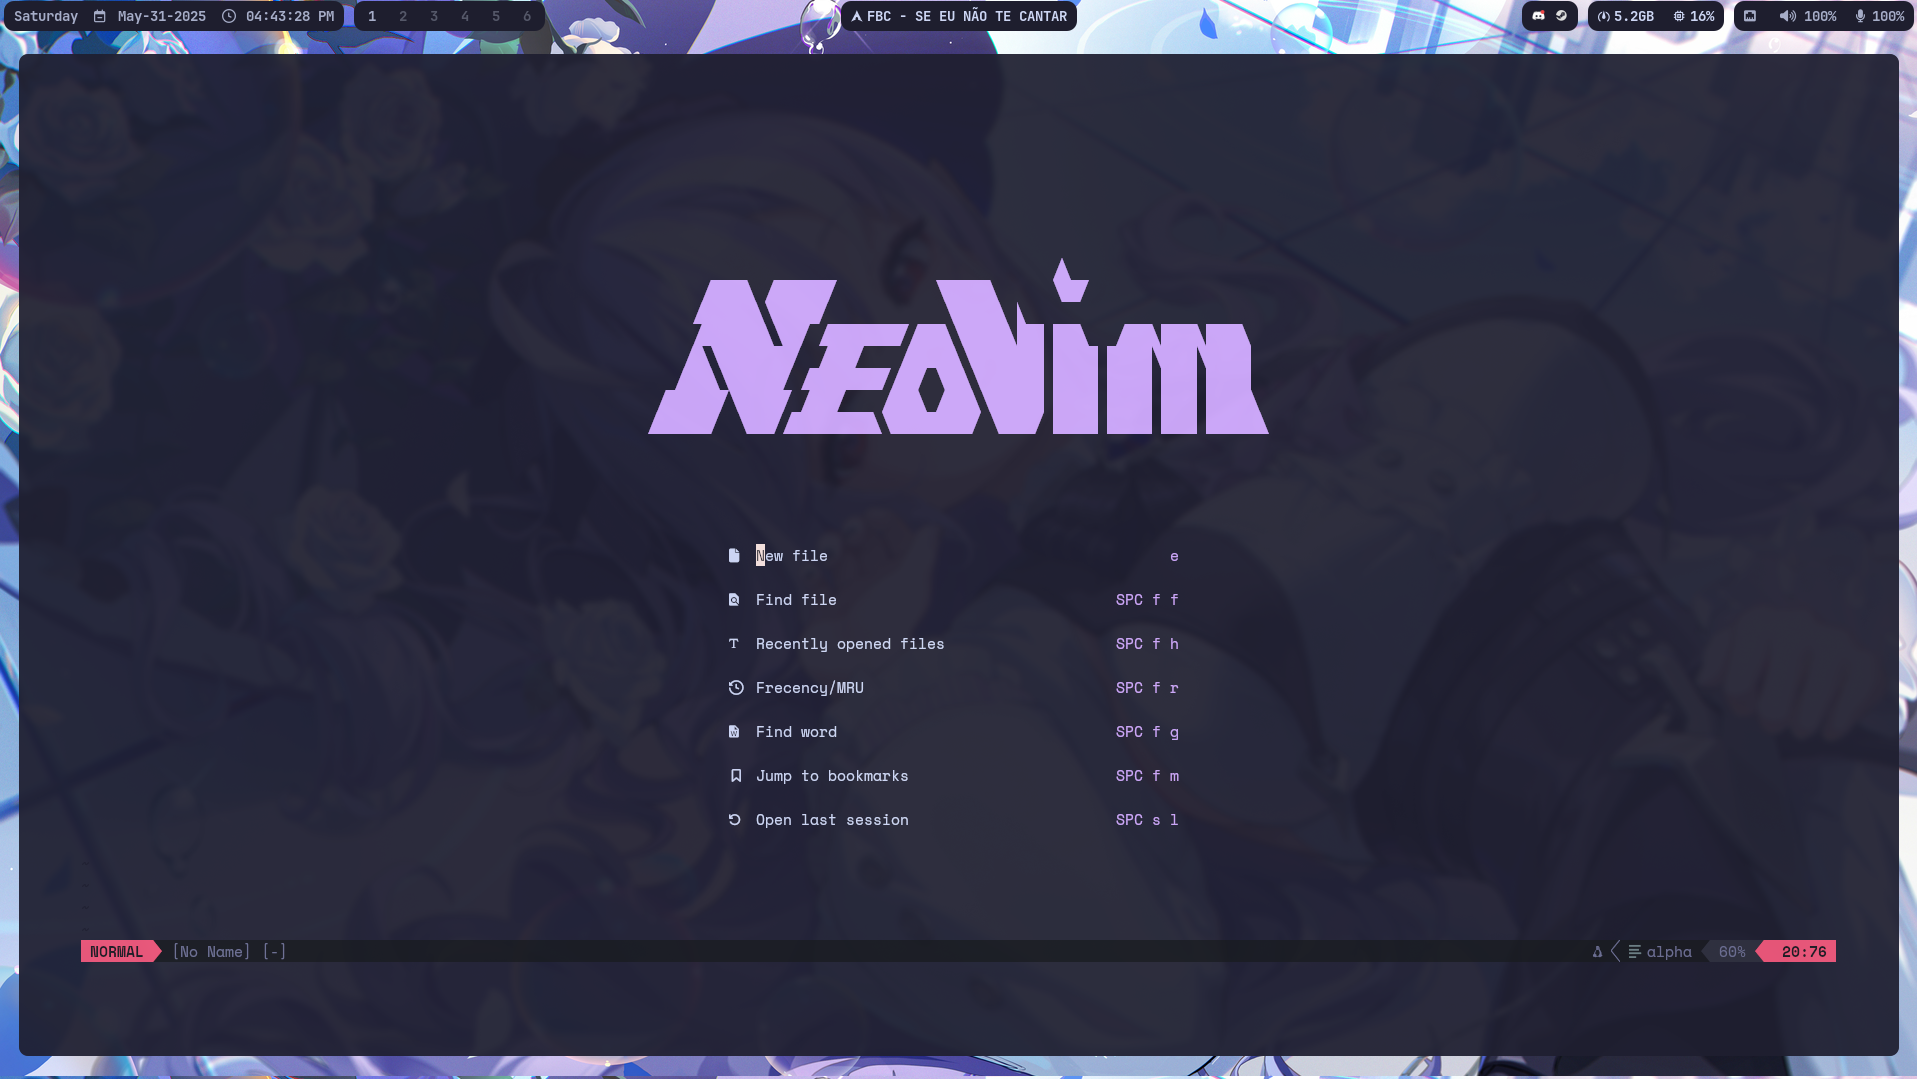 Saturday May-31-2025 04:43:28 PM 1 2 3 4 5 6 FBC - SE EU NÃO TE CANTAR 5.2GB 16% 100% 100%
NEOVIM
New file e
Find file SPC f f
Recently opened files SPC f h
Frecency/MRU SPC f r
Find word SPC f g
Jump to bookmarks SPC f m
Open last session SPC s l
NORMAL [No Name] [-] alpha 60% 20:76